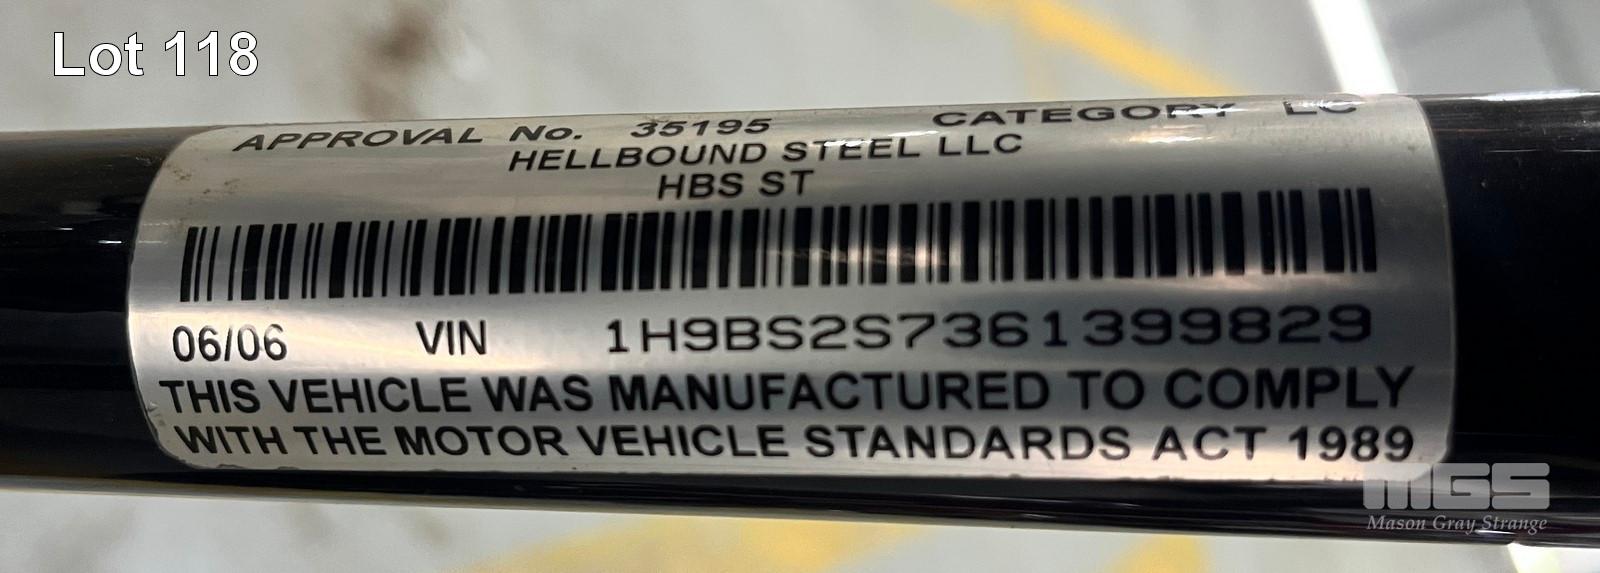 Lot 118
APPROVAL No. 35195 CATEGORY LC
HELLBOUND STEEL LLC
HBS ST
06/06 VIN 1H9BS2S7361399829
THIS VEHICLE WAS MANUFACTURED TO COMPLY
WITH THE MOTOR VEHICLE STANDARDS ACT 1989
MGS
Mason Gray Strange